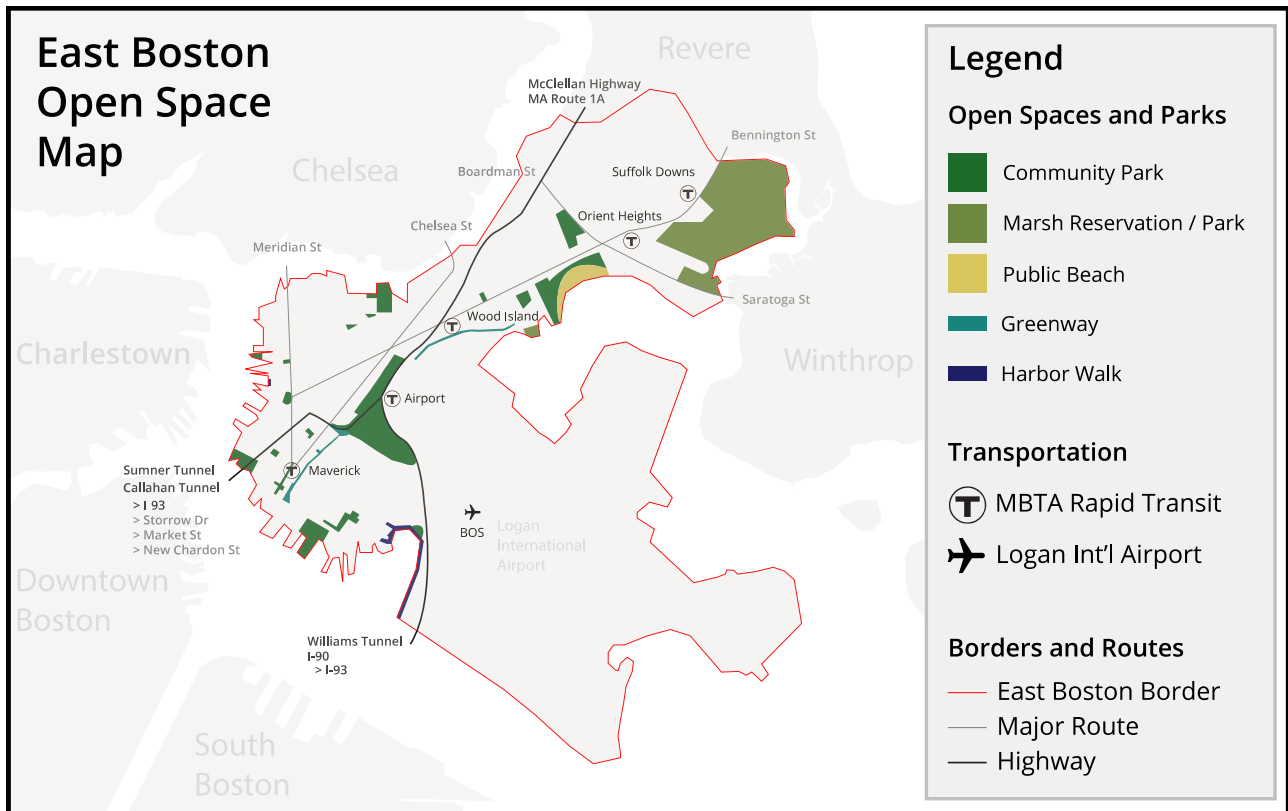 East Boston
Open Space
Map
Revere
McClellan Highway
MA Route 1A
Bennington St
Chelsea
Boardman St
Suffolk Downs
T
Orient Heights
T
Chelsea St
Meridian St
Saratoga St
Wood Island
T
Charlestown
Winthrop
Airport
T
Maverick
T
Sumner Tunnel
Callahan Tunnel
> I 93
> Storrow Dr
> Market St
> New Chardon St
BOS
Logan
International
Airport
Downtown
Boston
Williams Tunnel
I-90
> I-93
South
Boston
Legend
Open Spaces and Parks
Community Park
Marsh Reservation / Park
Public Beach
Greenway
Harbor Walk
Transportation
T MBTA Rapid Transit
Logan Int'l Airport
Borders and Routes
East Boston Border
Major Route
Highway